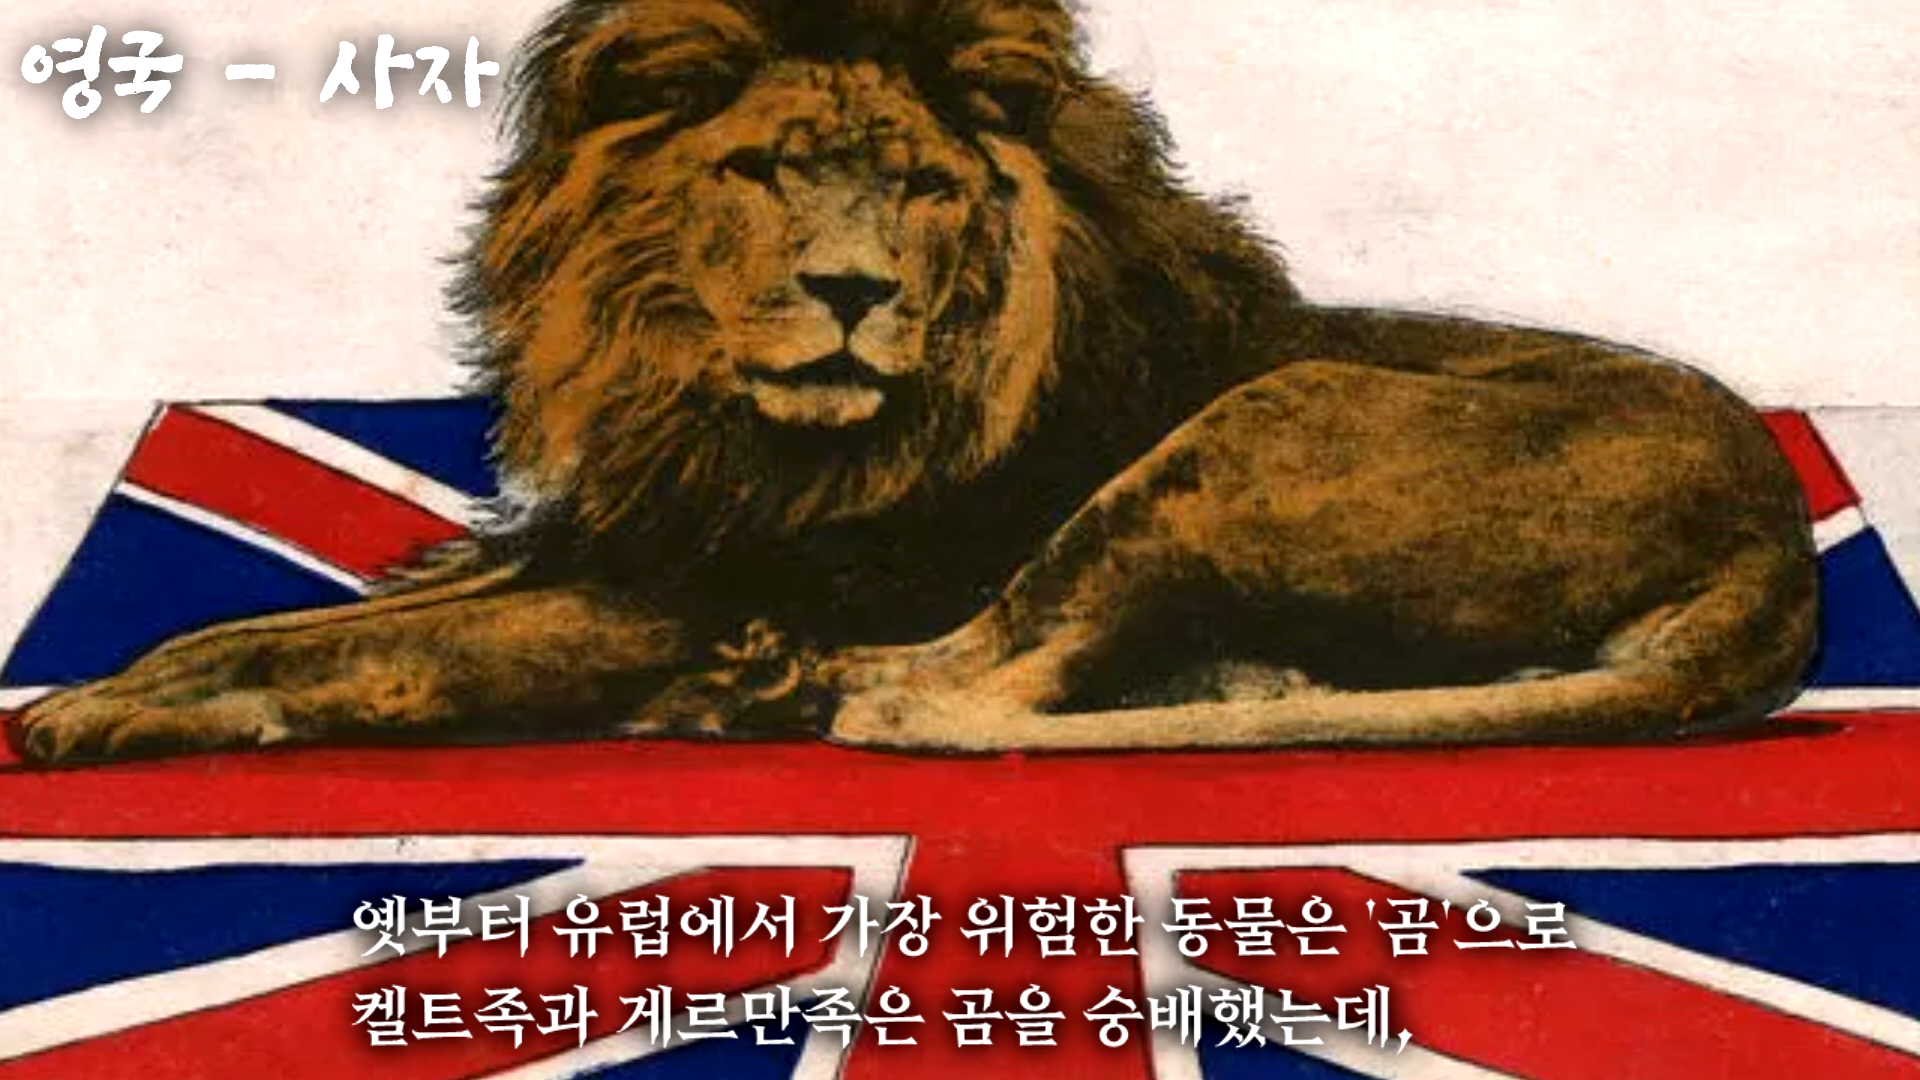 영국 - 사자
옛부터 유럽에서 가장 위험한 동물은 '곰'으로
켈트족과 게르만족은 곰을 숭배했는데,